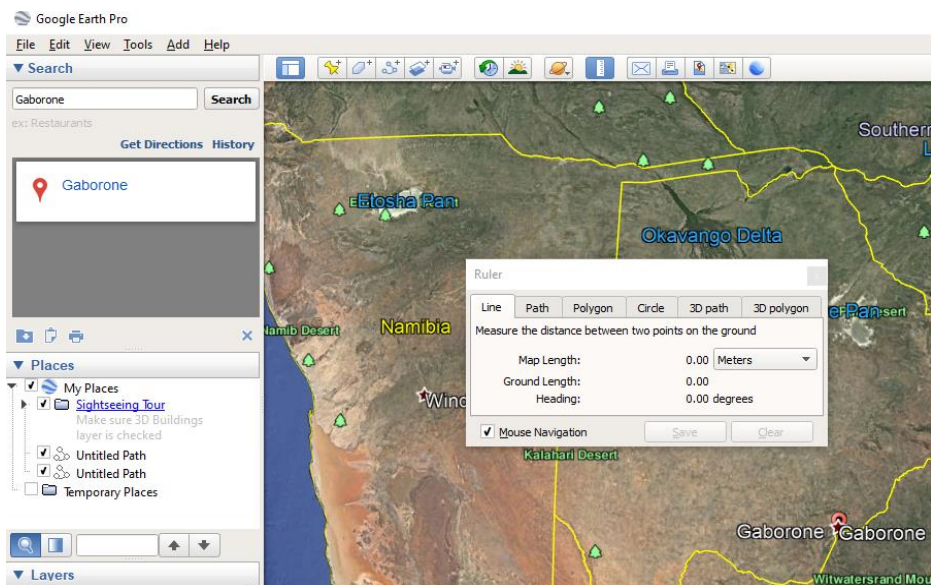 Google Earth Pro
File Edit View Tools Add Help
Search
Gaborone Search
ex: Restaurants
Get Directions History
Gaborone
Places
My Places
Sightseeing Tour
Make sure 3D Buildings
layer is checked
Untitled Path
Untitled Path
Temporary Places
Layers
Southern
Etosha Pan
Okavango Delta
Namib Desert
Namibia
Wind
Ruler
Line Path Polygon Circle 3D path 3D polygon
Measure the distance between two points on the ground
Map Length: 0.00 Meters
Ground Length: 0.00
Heading: 0.00 degrees
Mouse Navigation Save Clear
Pan
Kalahari Desert
Gaborone Gaborone
Witwatersrand Mou